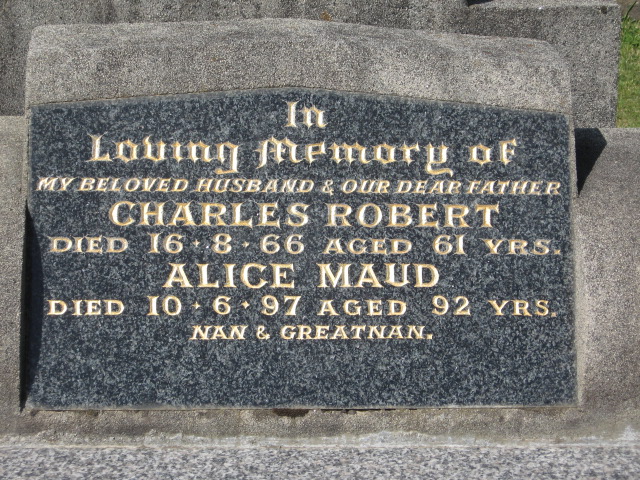 In
Loving Memory of
MY BELOVED HUSBAND & OUR DEAR FATHER
CHARLES ROBERT
DIED 16·8·66 AGED 61 YRS.
ALICE MAUD
DIED 10·6·97 AGED 92 YRS.
NAN & GREATNAN.